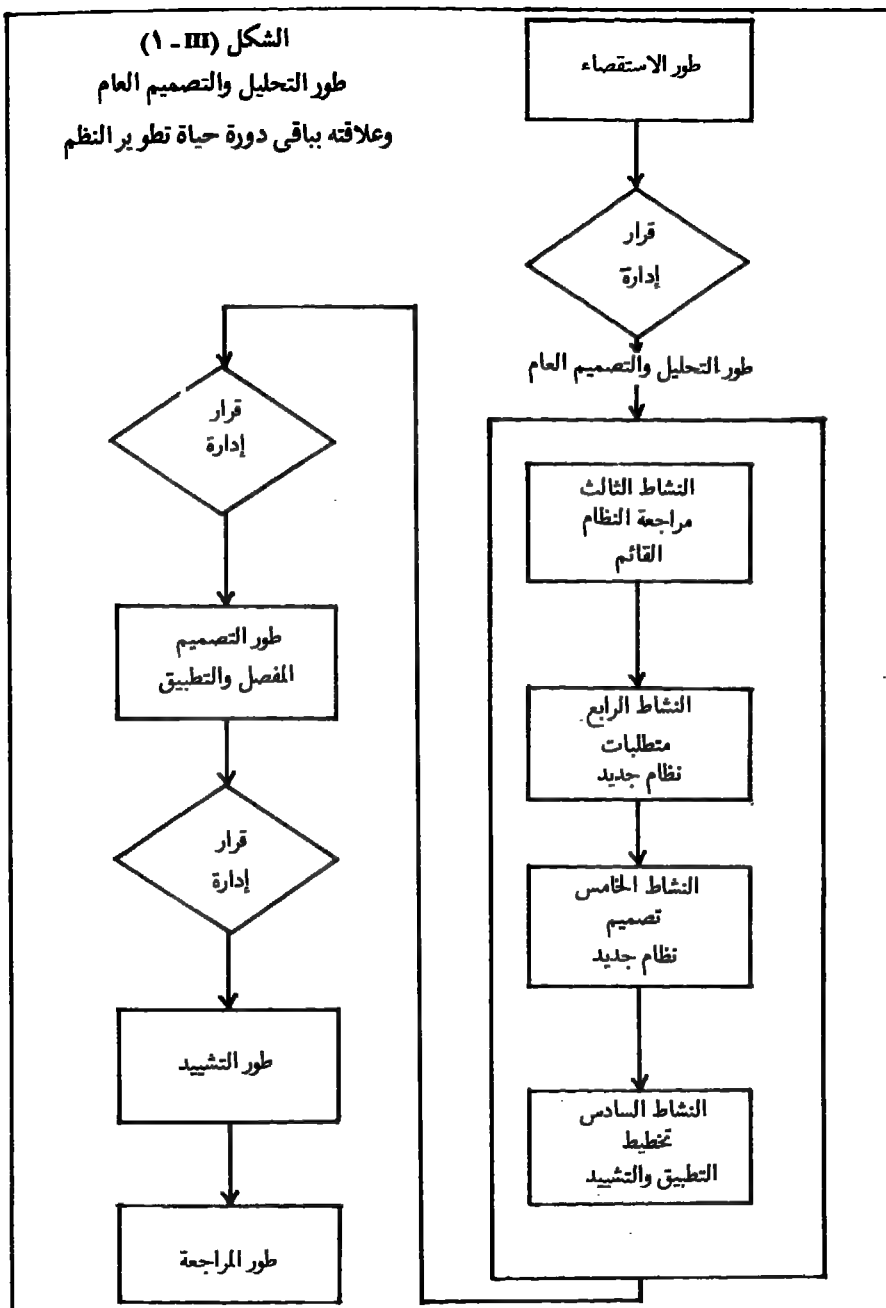 الشكل (III - ١)
طور التحليل والتصميم العام
وعلاقته بباقى دورة حياة تطوير النظم
طور الاستقصاء
قرار
إدارة
طور التحليل والتصميم العام
النشاط الثالث
مراجعة النظام
القائم
النشاط الرابع
متطلبات
نظام جديد
النشاط الخامس
تصميم
نظام جديد
النشاط السادس
تخطيط
التطبيق والتشييد
قرار
إدارة
طور التصميم
المفصل والتطبيق
قرار
إدارة
طور التشييد
طور المراجعة